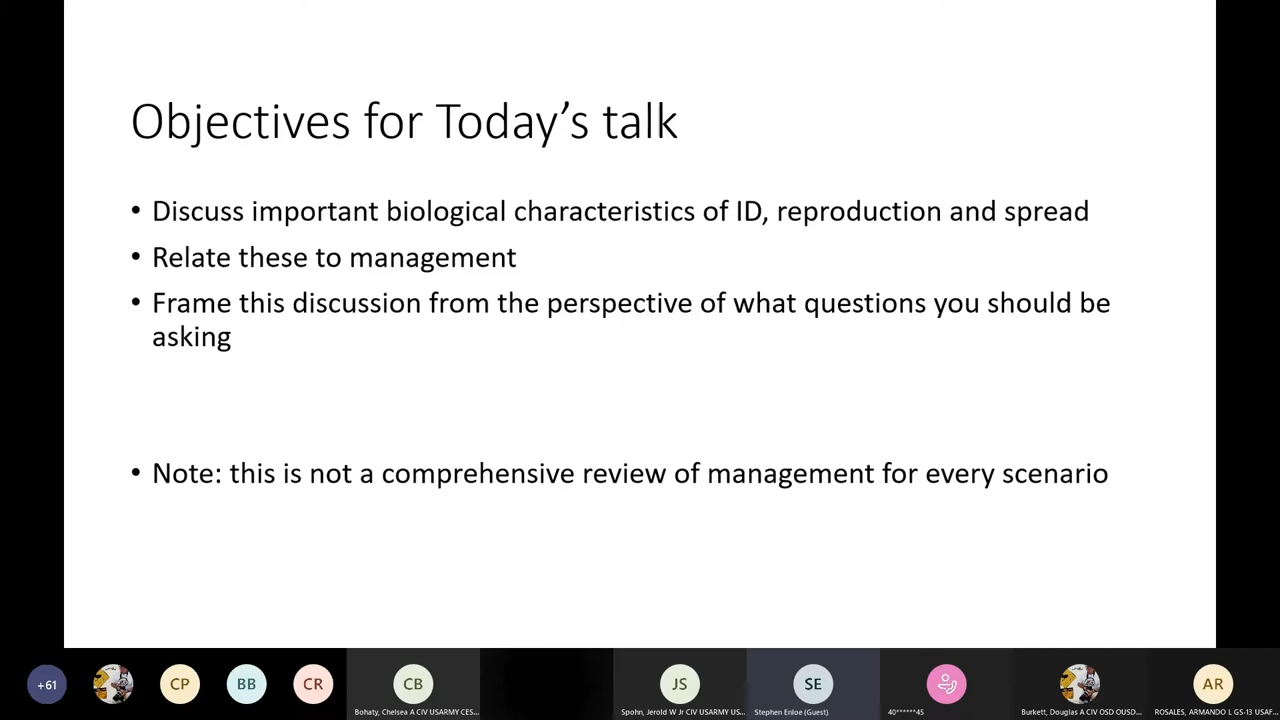 Objectives for Today's talk
• Discuss important biological characteristics of ID, reproduction and spread
• Relate these to management
• Frame this discussion from the perspective of what questions you should be
asking
• Note: this is not a comprehensive review of management for every scenario
+61
CP
BB
CR
CB
JS
SE
AR
Bohaty, Chelsea A CIV USARMY CES...
Spohn, Jerold W Jr CIV USARMY US...
Stephen Enloe (Guest)
40******45
Burkett, Douglas A CIV OSD OUSD...
ROSALES, ARMANDO L GS-13 USAF...